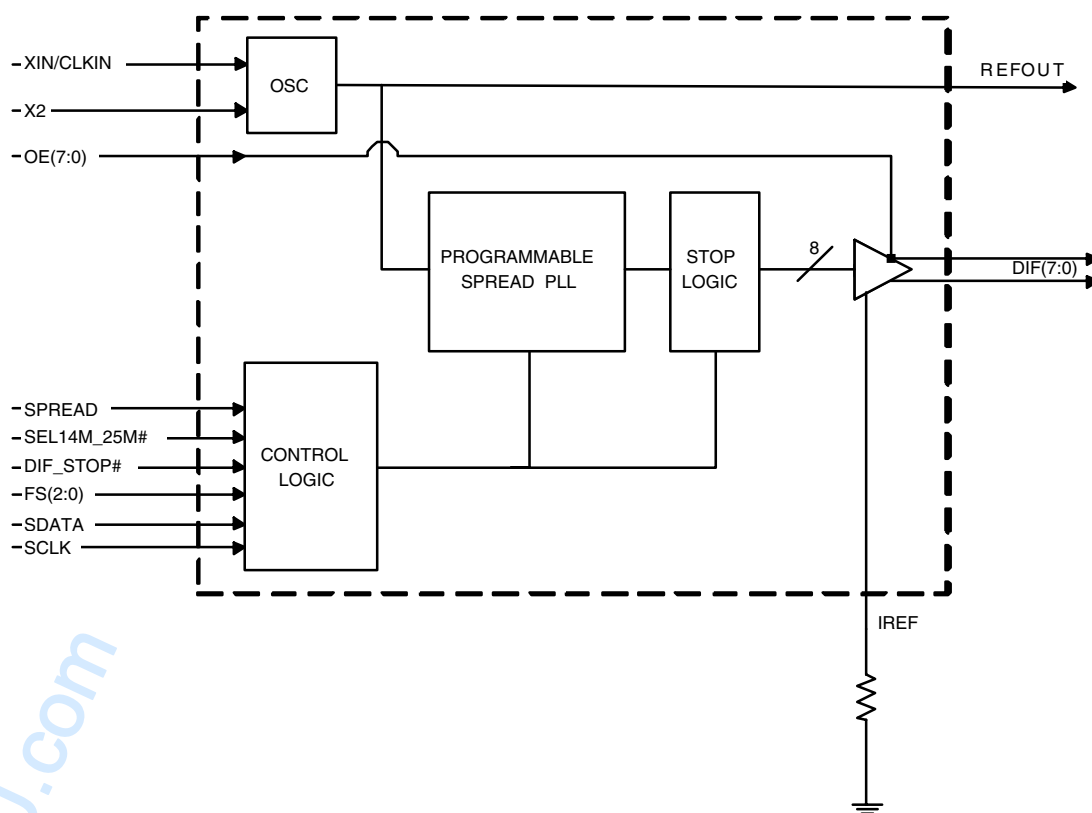 XIN/CLKIN
OSC
REFOUT
X2
OE(7:0)
8
PROGRAMMABLE
SPREAD PLL
STOP
LOGIC
DIF(7:0)
SPREAD
SEL14M_25M#
DIF_STOP#
FS(2:0)
SDATA
SCLK
CONTROL
LOGIC
IREF
.com